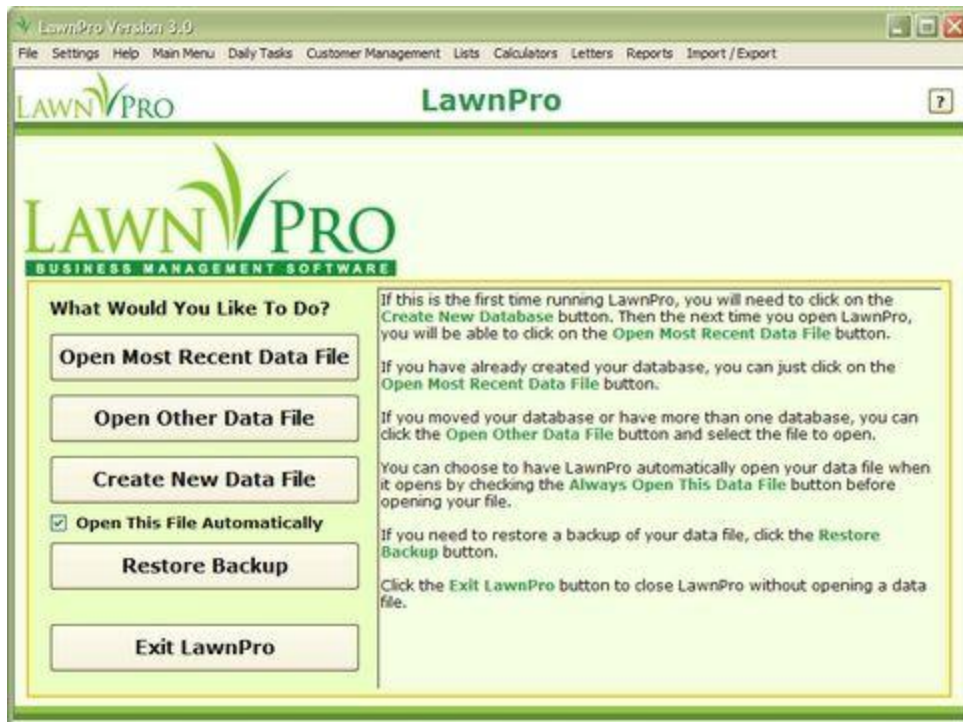 LawnPro Version 3.0
File Settings Help Main Menu Daily Tasks Customer Management Lists Calculators Letters Reports Import / Export
LAWN PRO
LawnPro
?
LAWN PRO
BUSINESS MANAGEMENT SOFTWARE
What Would You Like To Do?
Open Most Recent Data File
Open Other Data File
Create New Data File
Open This File Automatically
Restore Backup
Exit LawnPro
If this is the first time running LawnPro, you will need to click on the
Create New Database button. Then the next time you open LawnPro,
you will be able to click on the Open Most Recent Data File button.
If you have already created your database, you can just click on the
Open Most Recent Data File button.
If you moved your database or have more than one database, you can
click the Open Other Data File button and select the file to open.
You can choose to have LawnPro automatically open your data file when
it opens by checking the Always Open This Data File button before
opening your file.
If you need to restore a backup of your data file, click the Restore
Backup button.
Click the Exit LawnPro button to close LawnPro without opening a data
file.